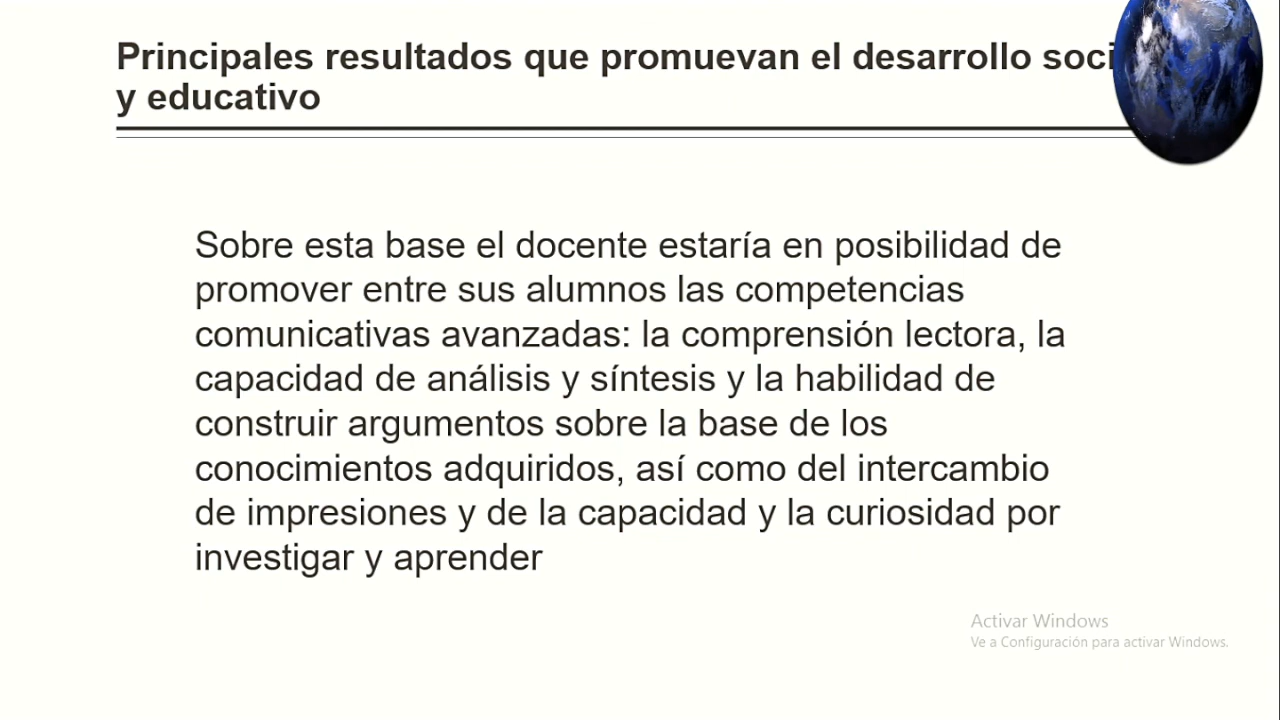 Principales resultados que promuevan el desarrollo
y educativo
Sobre esta base el docente estaría en posibilidad de
promover entre sus alumnos las competencias
comunicativas avanzadas: la comprensión lectora, la
capacidad de análisis y síntesis y la habilidad de
construir argumentos sobre la base de los
conocimientos adquiridos, así como del intercambio
de impresiones y de la capacidad y la curiosidad por
investigar y aprender
Activar Windows
Ve a Configuración para activar Windows.